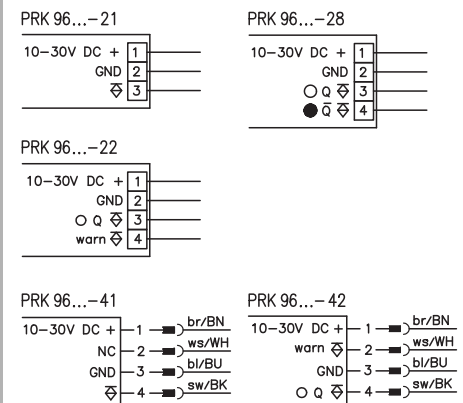 PRK 96...-21
10-30V DC + 1
GND 2
3
PRK 96...-28
10-30V DC + 1
GND 2
Q 3
Q̅ 4
PRK 96...-22
10-30V DC + 1
GND 2
Q 3
warn 4
PRK 96...-41
10-30V DC + 1 br/BN
NC 2 ws/WH
GND 3 bl/BU
4 sw/BK
PRK 96...-42
10-30V DC + 1 br/BN
warn 2 ws/WH
GND 3 bl/BU
Q 4 sw/BK